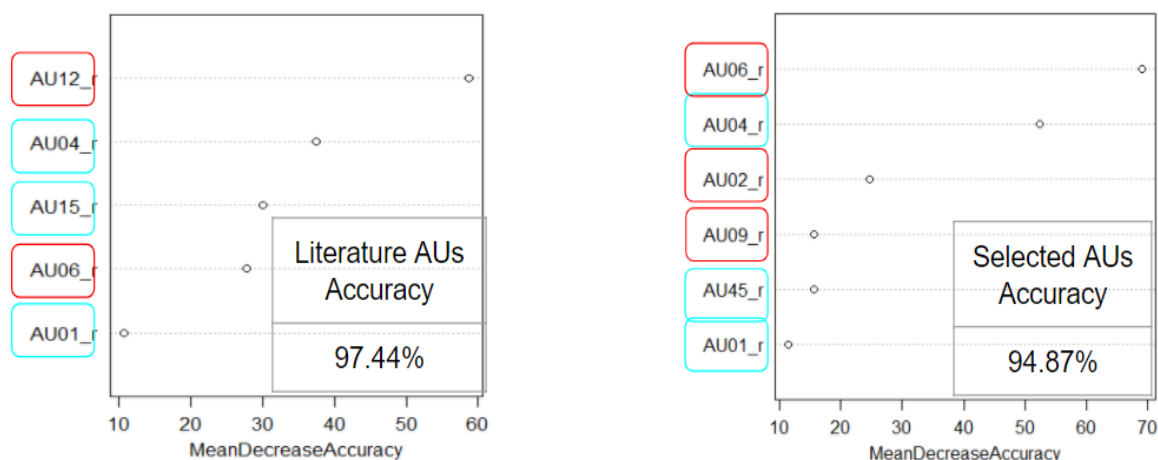 AU12_r
AU04_r
AU15_r
AU06_r
AU01_r
Literature AUs
Accuracy
97.44%
10 20 30 40 50 60
MeanDecreaseAccuracy
AU06_r
AU04_r
AU02_r
AU09_r
AU45_r
AU01_r
Selected AUs
Accuracy
94.87%
10 20 30 40 50 60 70
MeanDecreaseAccuracy